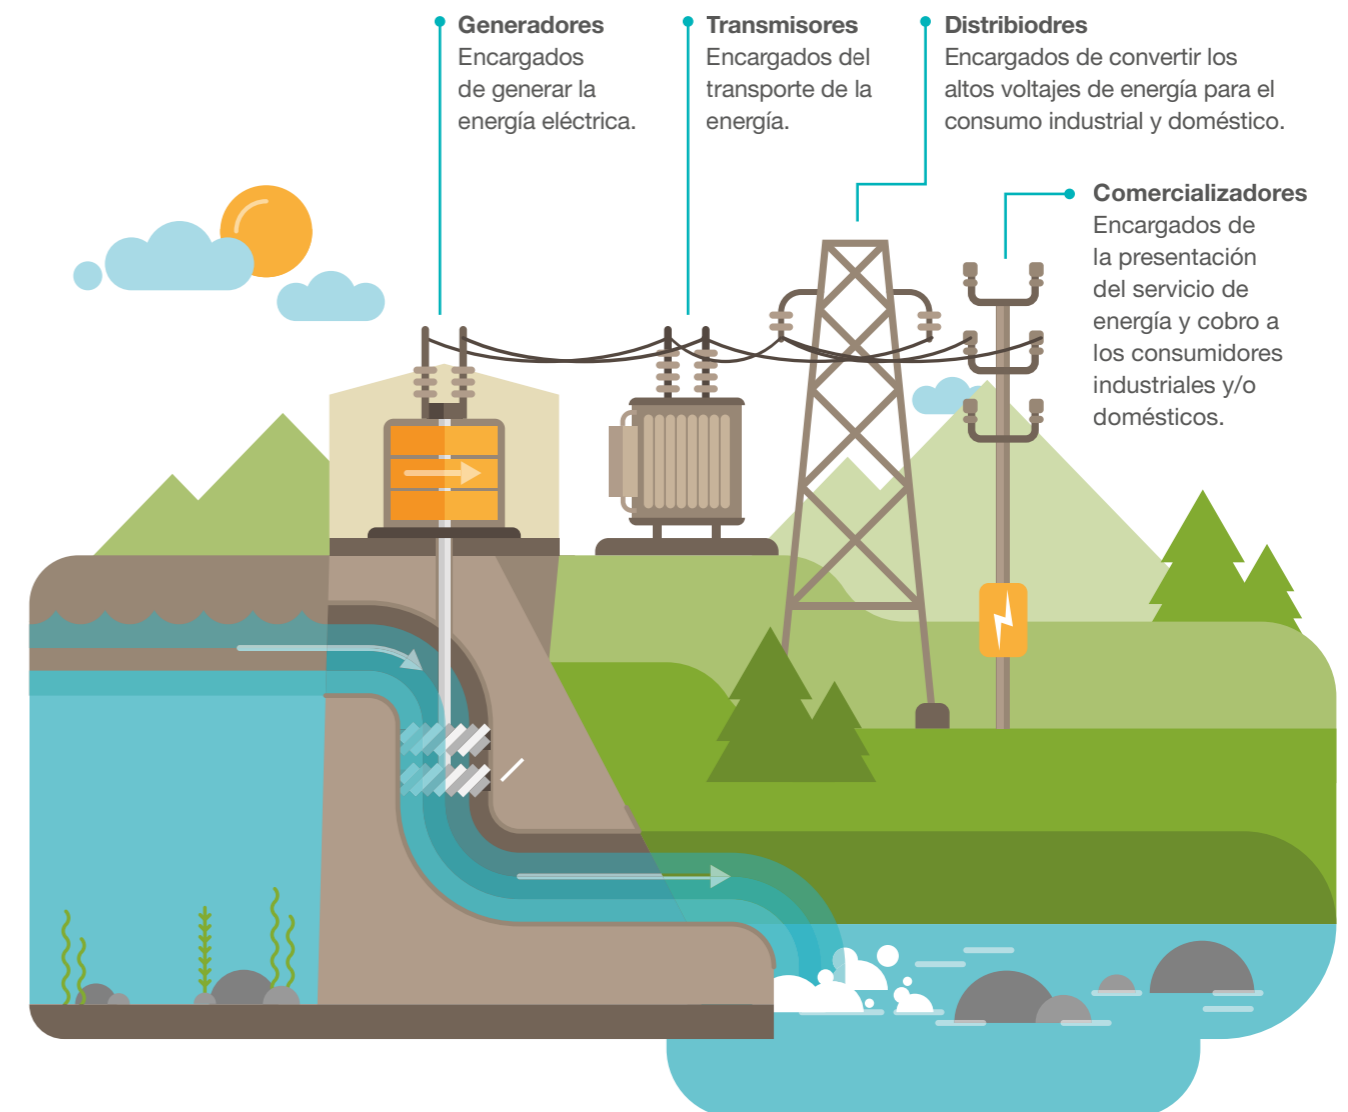 Generadores
Encargados
de generar la
energía eléctrica.
Transmisores
Encargados del
transporte de la
energía.
Distribiodres
Encargados de convertir los
altos voltajes de energía para el
consumo industrial y doméstico.
Comercializadores
Encargados de
la presentación
del servicio de
energía y cobro a
los consumidores
industriales y/o
domésticos.